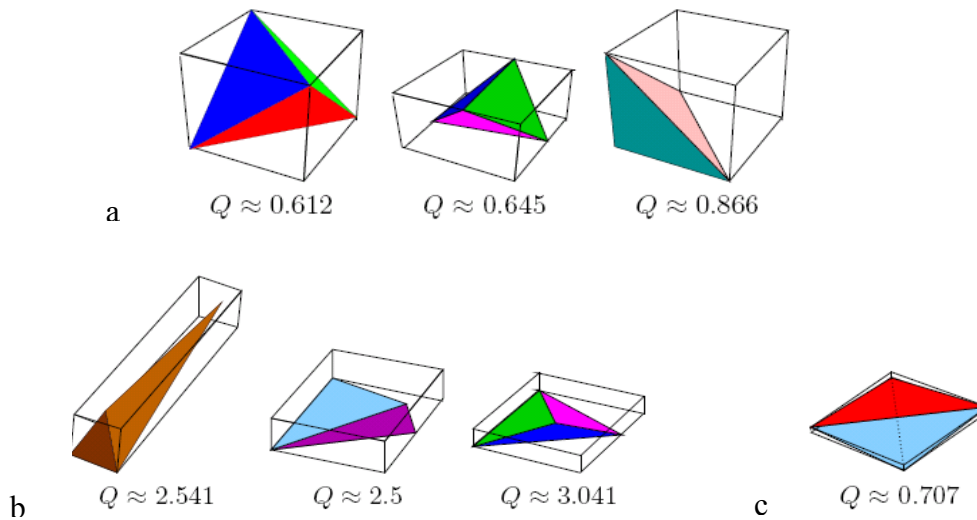 a Q ≈ 0.612 Q ≈ 0.645 Q ≈ 0.866
b Q ≈ 2.541 Q ≈ 2.5 Q ≈ 3.041 c Q ≈ 0.707